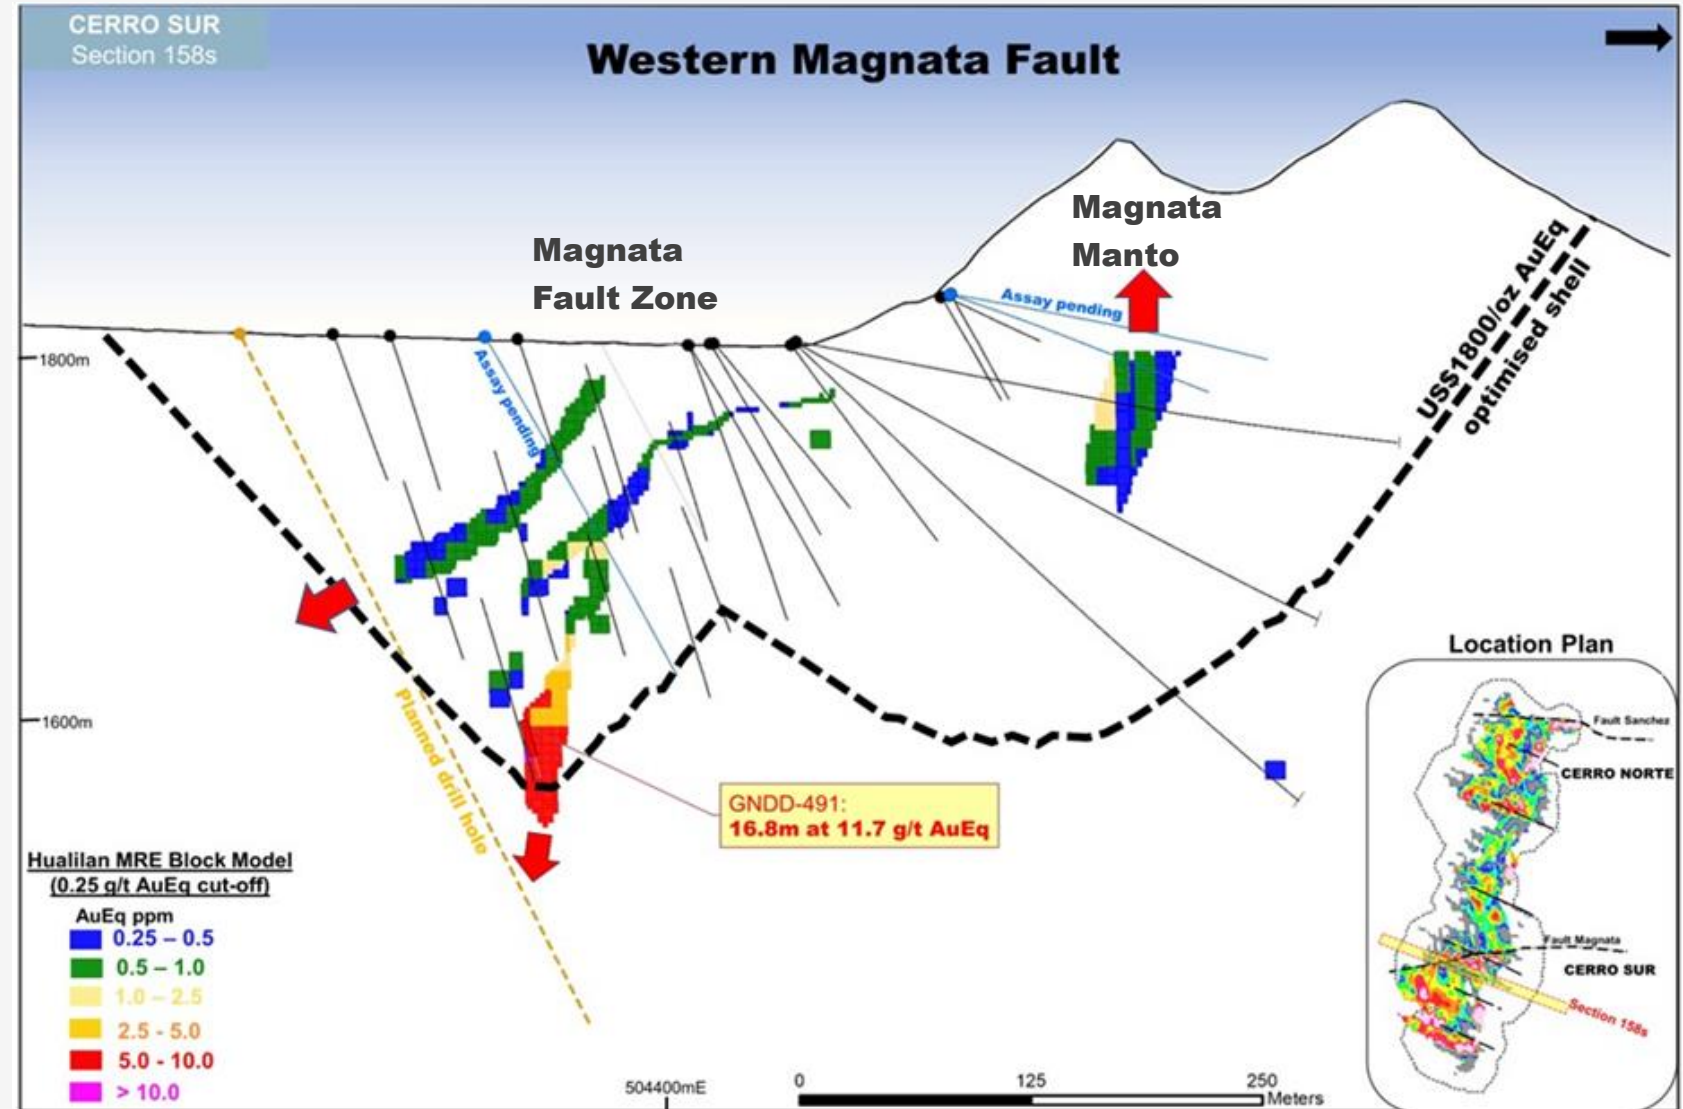 CERRO SUR
Section 158s
Western Magnata Fault
Magnata
Manto
Magnata
Fault Zone
Assay pending
US$1800/oz AuEq
optimised shell
1800m
Assay pending
1600m
Planned drill hole
GNDD-491:
16.8m at 11.7 g/t AuEq
Location Plan
Fault Sanchez
CERRO NORTE
Fault Magnata
CERRO SUR
Section 158s
Hualilan MRE Block Model
(0.25 g/t AuEq cut-off)
AuEq ppm
0.25 – 0.5
0.5 – 1.0
1.0 – 2.5
2.5 - 5.0
5.0 - 10.0
> 10.0
504400mE
0 125 250
Meters